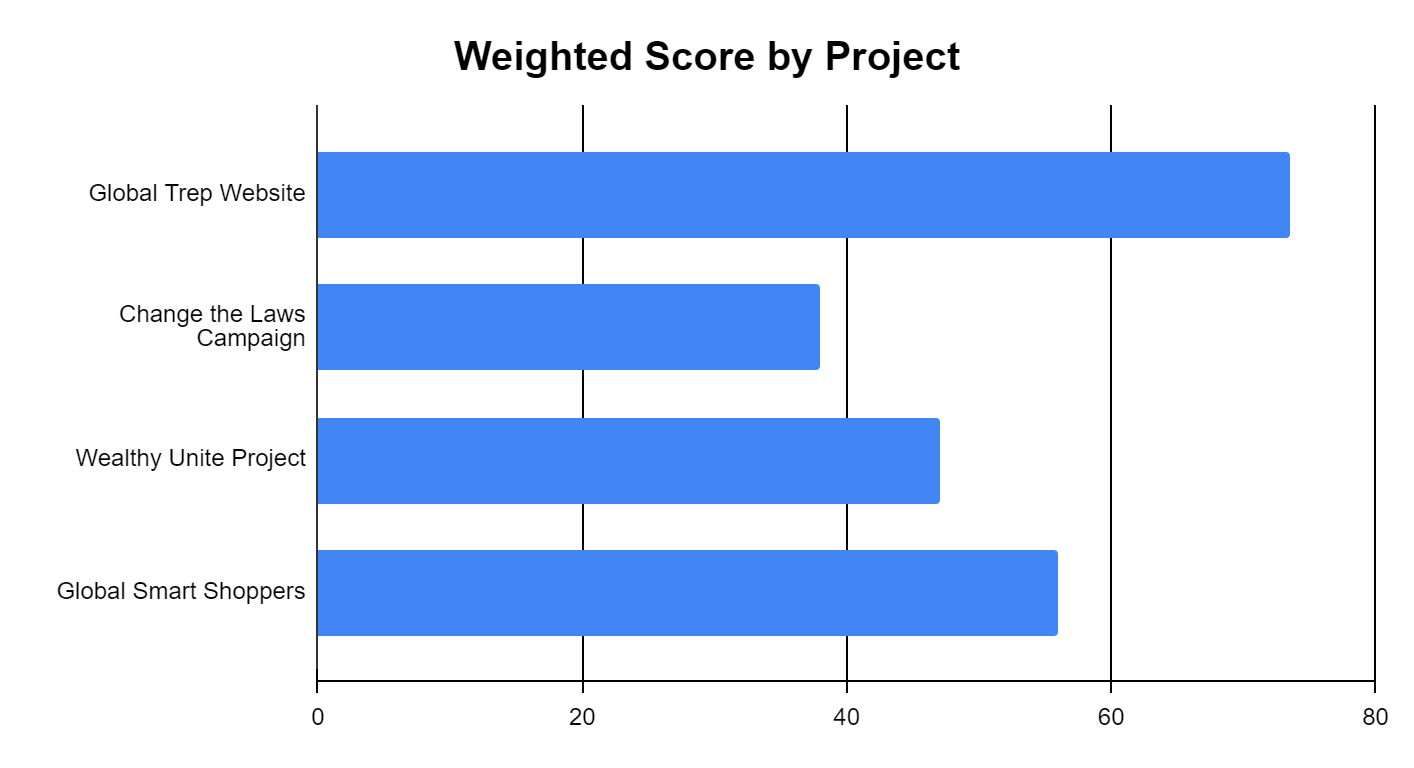 Weighted Score by Project
Global Trep Website
Change the Laws
Campaign
Wealthy Unite Project
Global Smart Shoppers
0 20 40 60 80